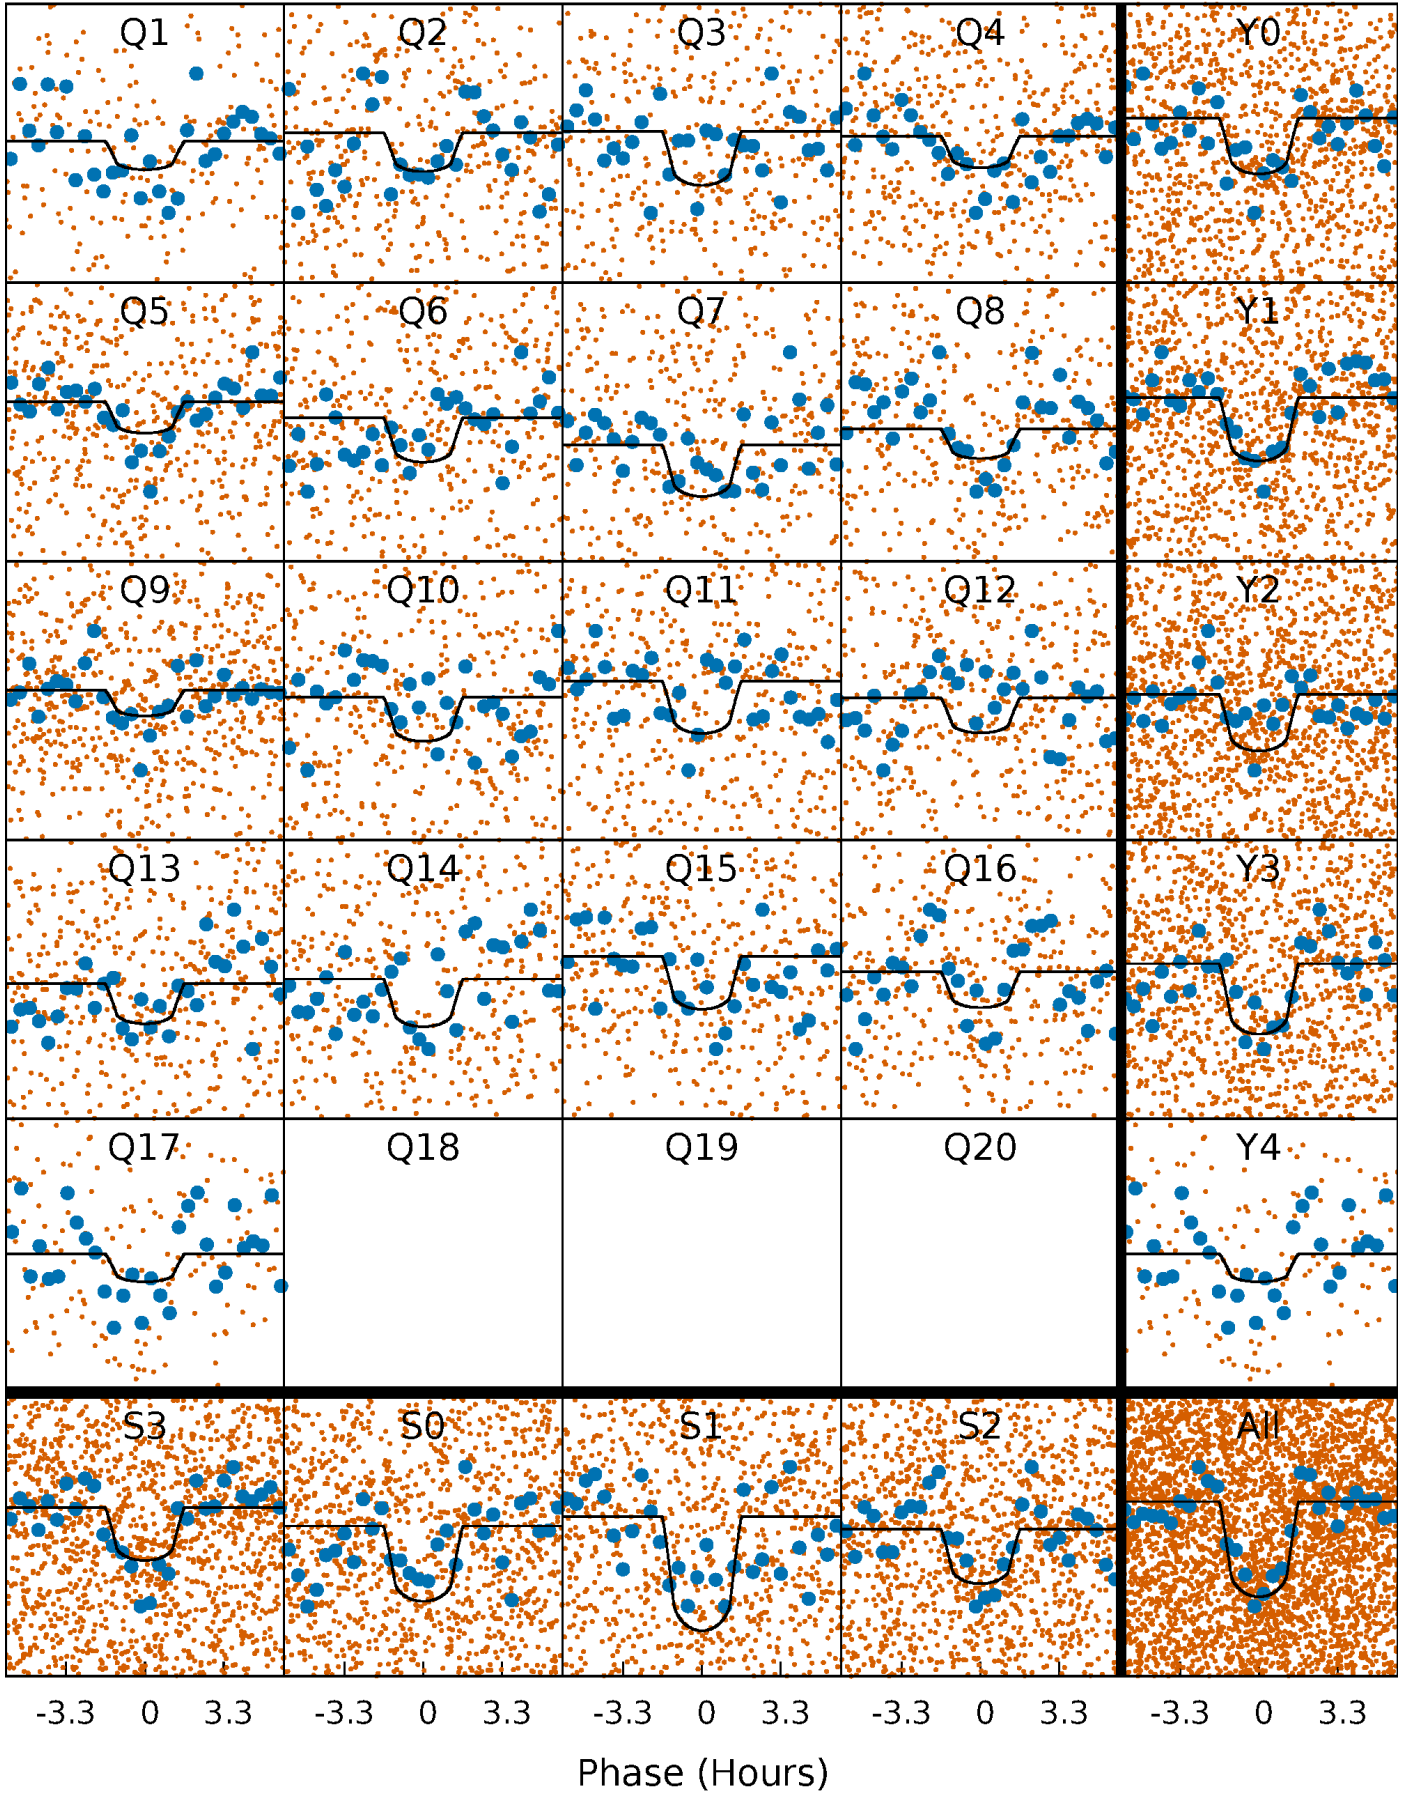 Q1 Q2 Q3 Q4 Y0
Q5 Q6 Q7 Q8 Y1
Q9 Q10 Q11 Q12 Y2
Q13 Q14 Q15 Q16 Y3
Q17 Q18 Q19 Q20 Y4
S3 S0 S1 S2 All
-3.3 0 3.3 -3.3 0 3.3 -3.3 0 3.3 -3.3 0 3.3 -3.3 0 3.3
Phase (Hours)